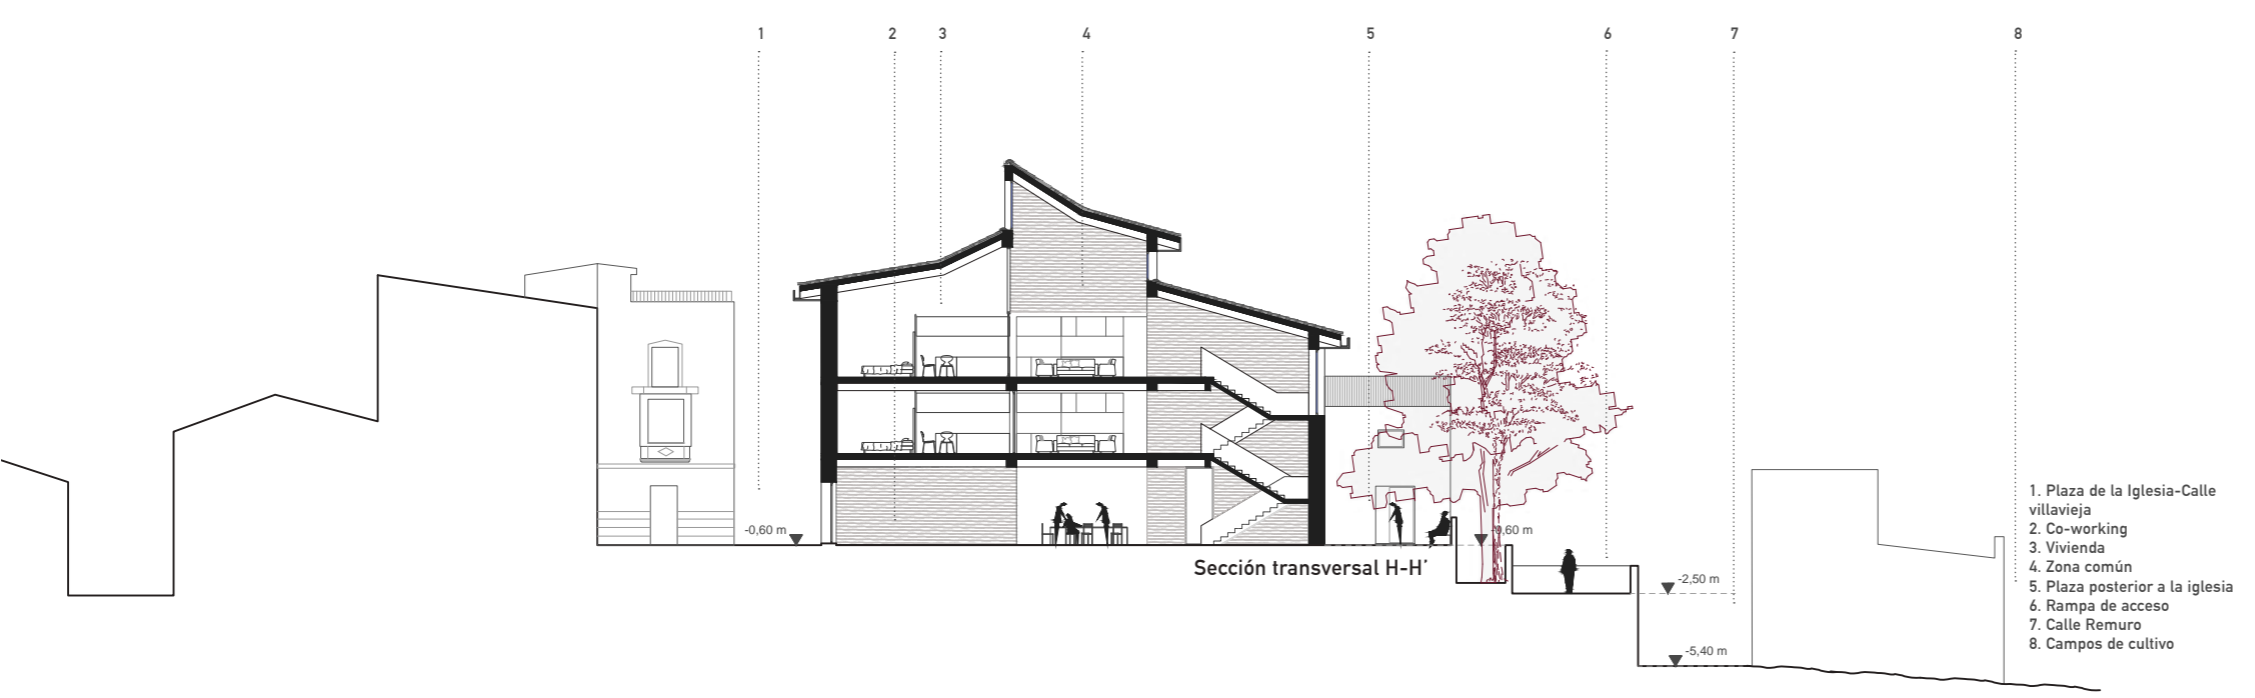 1
2
3
4
5
6
7
8
-0,60 m
-0,60 m
Sección transversal H-H’
-2,50 m
-5,40 m
1. Plaza de la Iglesia-Calle
villavieja
2. Co-working
3. Vivienda
4. Zona común
5. Plaza posterior a la iglesia
6. Rampa de acceso
7. Calle Remuro
8. Campos de cultivo